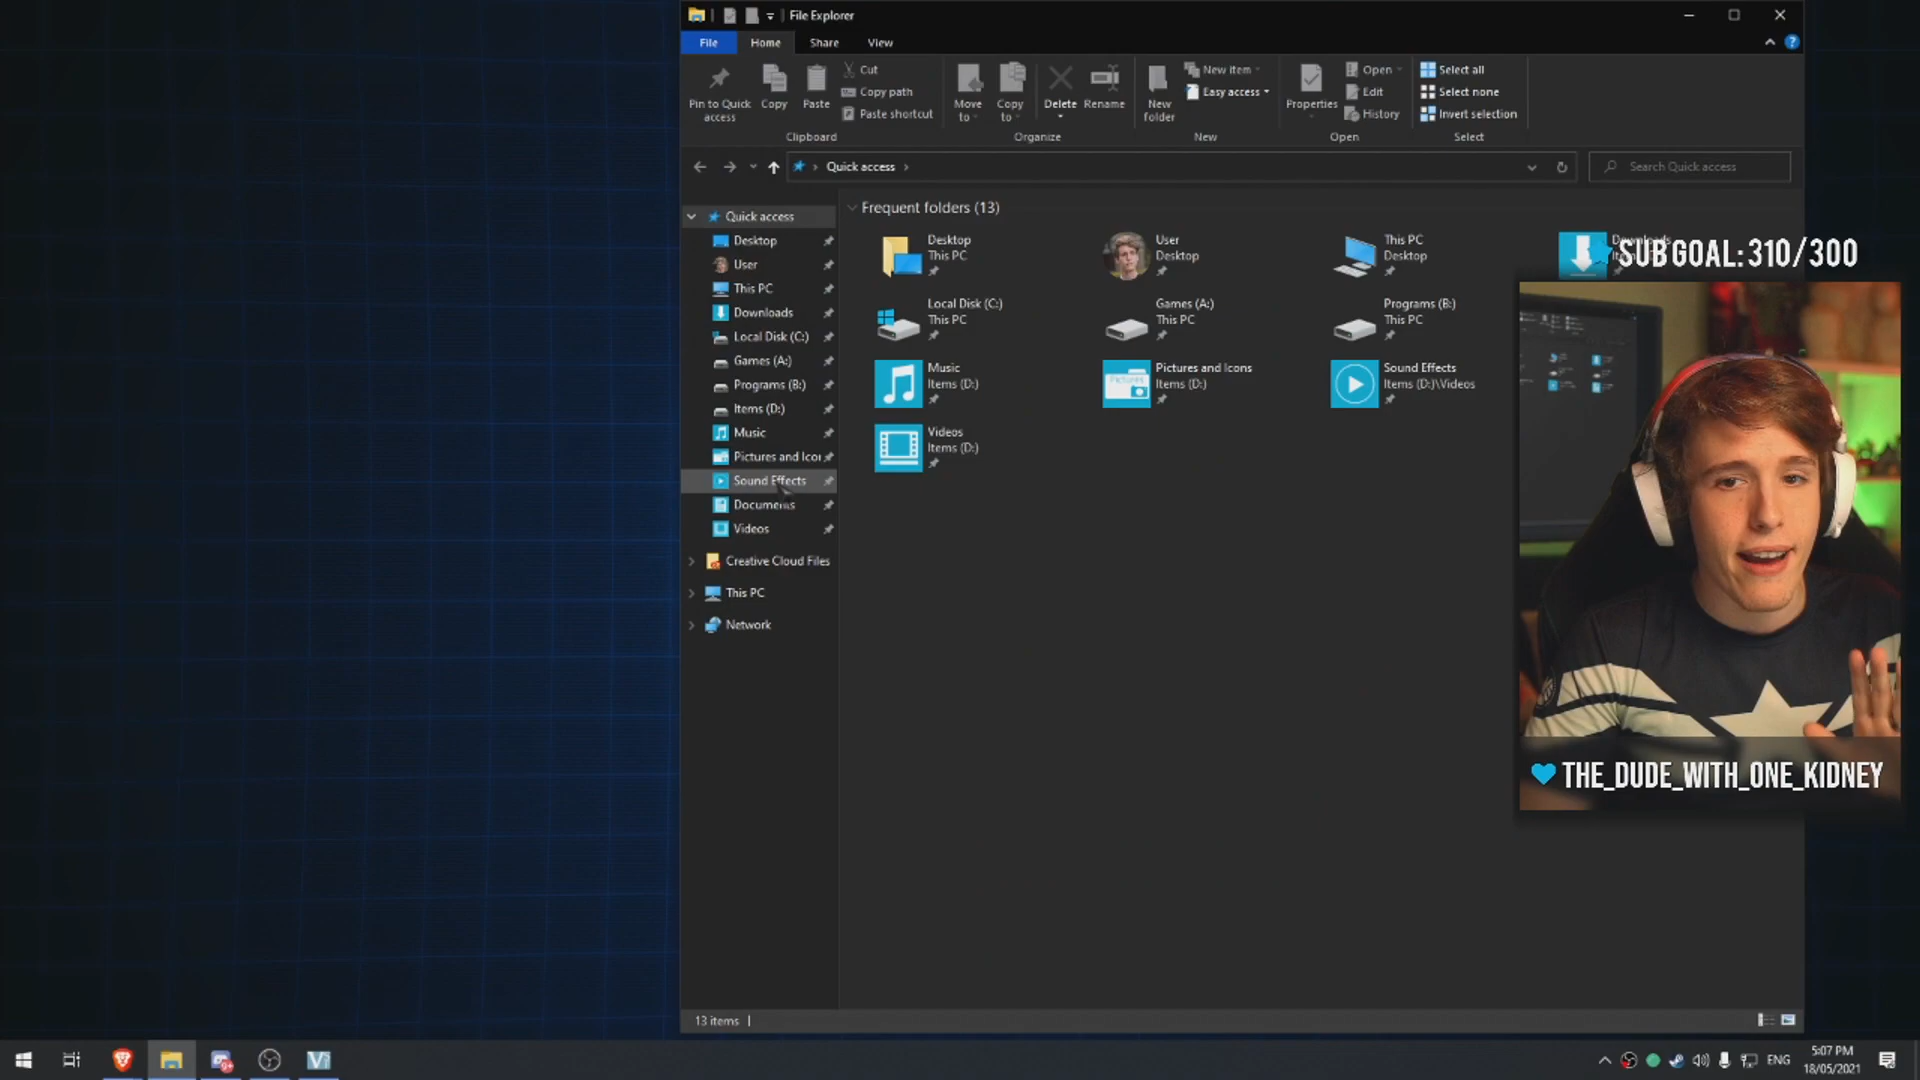 File Explorer
File Home Share View
Pin to Quick access
Copy
Paste
Cut
Copy path
Paste shortcut
Clipboard
Move to
Copy to
Delete
Rename
Organize
New folder
New item
Easy access
New
Properties
Open
Edit
History
Open
Select all
Select none
Invert selection
Select
Quick access
Search Quick access
Quick access
Desktop
User
This PC
Downloads
Local Disk (C:)
Games (A:)
Programs (B:)
Items (D:)
Music
Pictures and Icon
Sound Effects
Documents
Videos
Creative Cloud Files
This PC
Network
Frequent folders (13)
Desktop
This PC
User
Desktop
This PC
Desktop
Downloads
Local Disk (C:)
This PC
Games (A:)
This PC
Programs (B:)
This PC
Music
Items (D:)
Pictures and Icons
Items (D:)
Pictures
Sound Effects
Items (D:)\Videos
Videos
Items (D:)
SUB GOAL: 310/300
THE_DUDE_WITH_ONE_KIDNEY
13 items
ENG
5:07 PM
18/05/2021